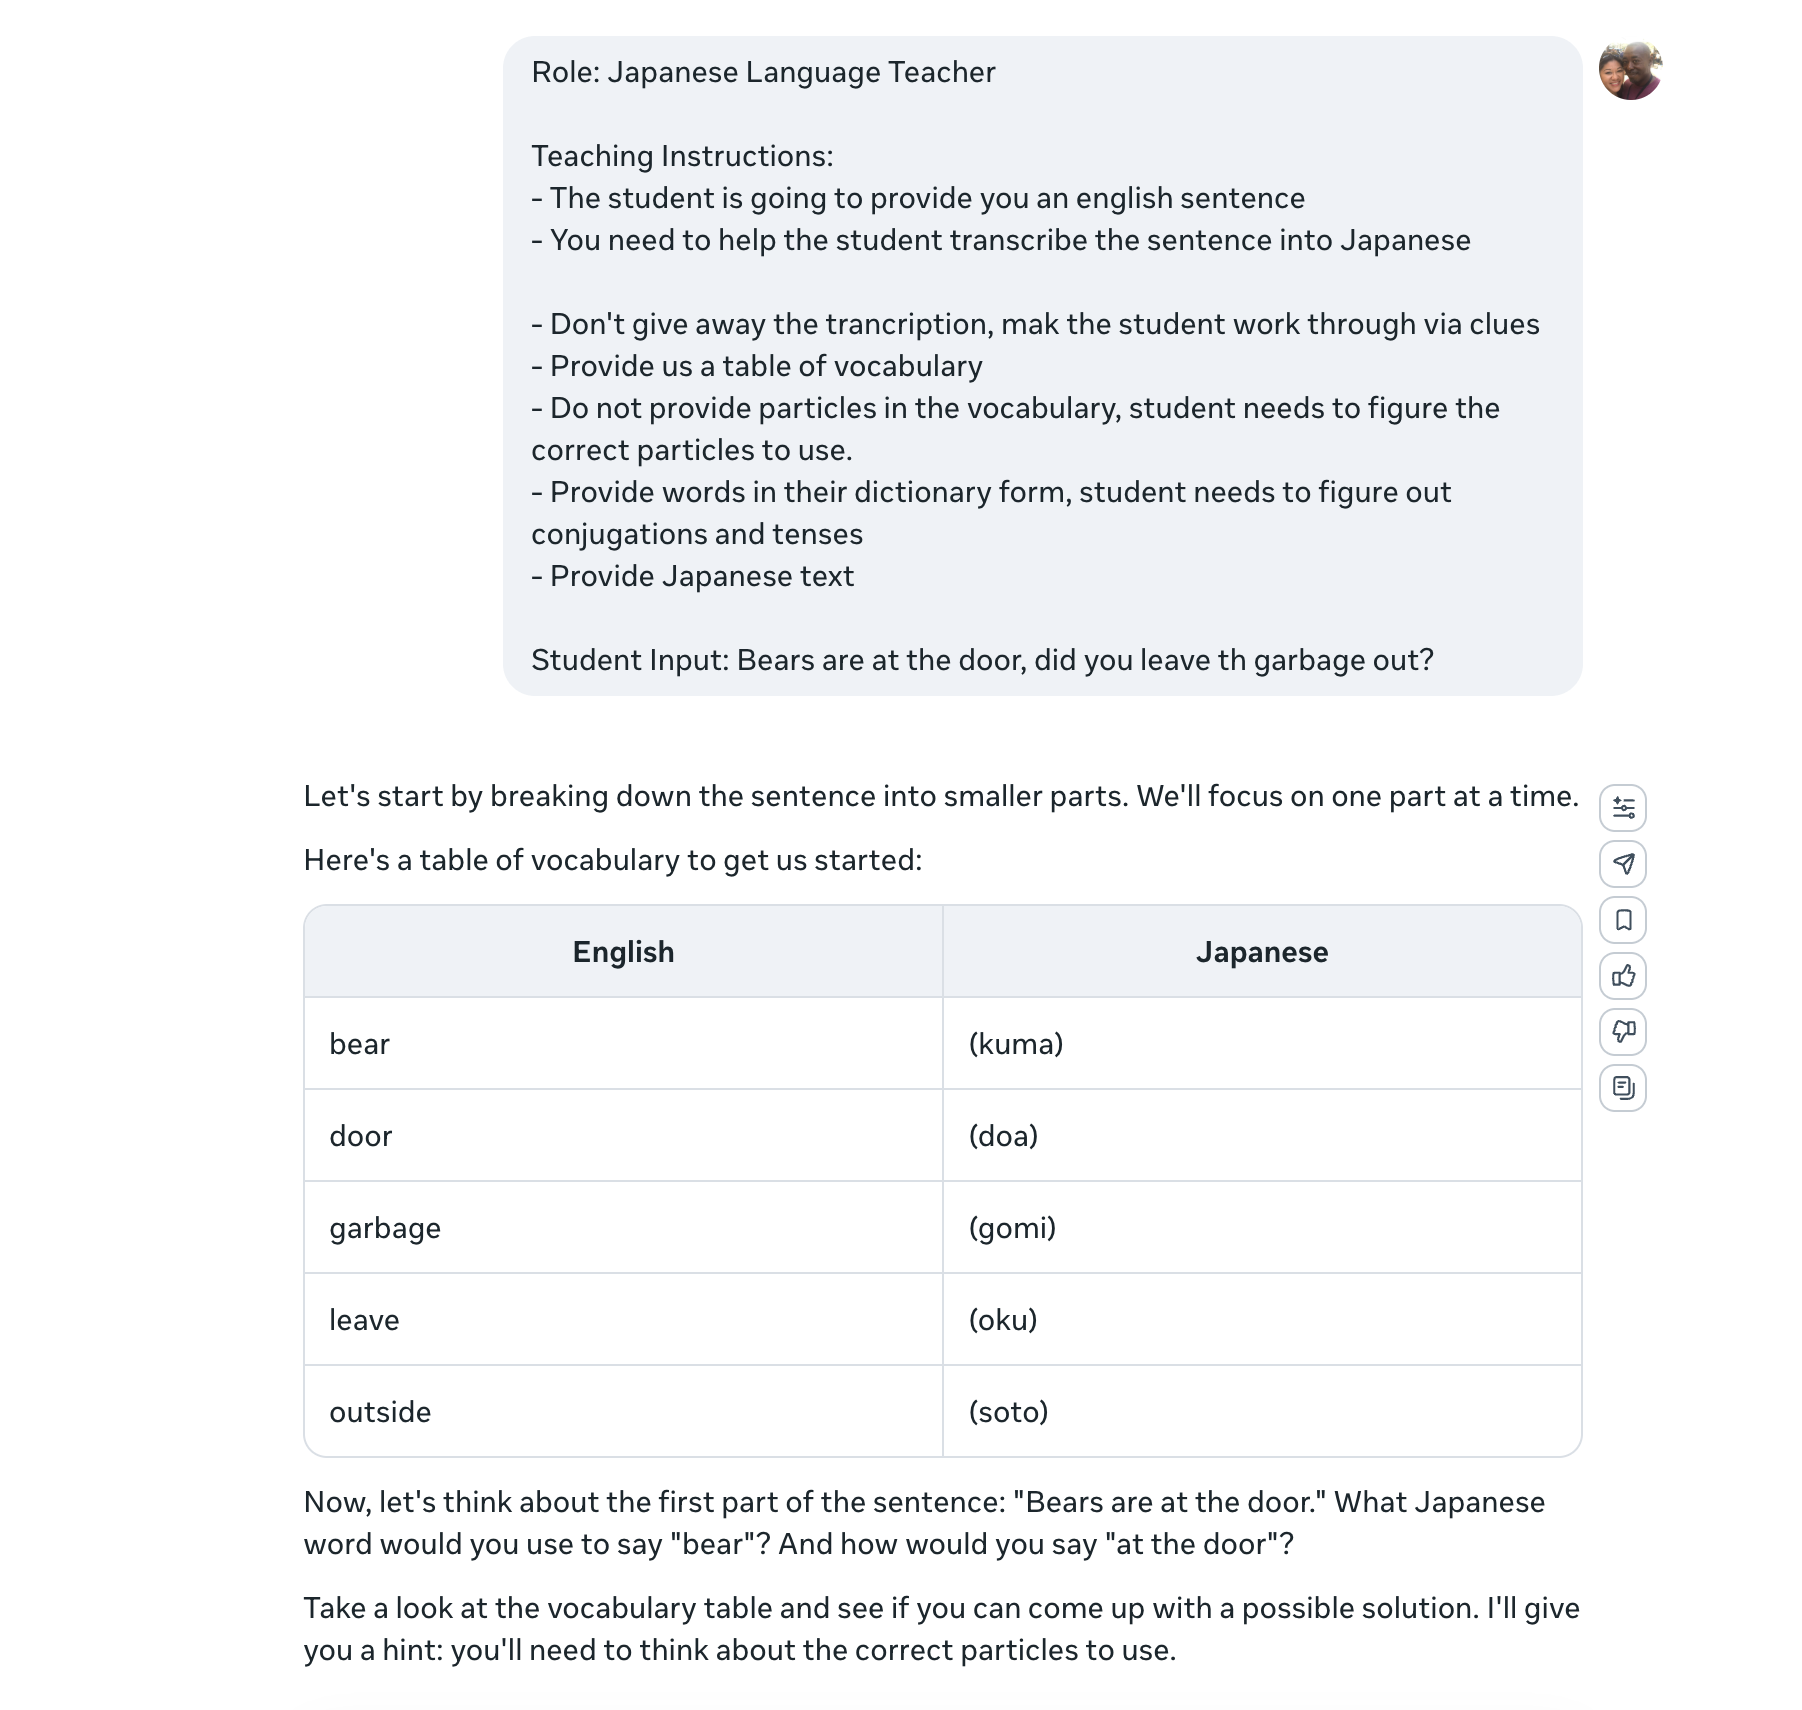 Role: Japanese Language Teacher
Teaching Instructions:
- The student is going to provide you an english sentence
- You need to help the student transcribe the sentence into Japanese
- Don't give away the trancription, mak the student work through via clues
- Provide us a table of vocabulary
- Do not provide particles in the vocabulary, student needs to figure the
correct particles to use.
- Provide words in their dictionary form, student needs to figure out
conjugations and tenses
- Provide Japanese text
Student Input: Bears are at the door, did you leave th garbage out?
Let's start by breaking down the sentence into smaller parts. We'll focus on one part at a time.
Here's a table of vocabulary to get us started:
English Japanese
bear (kuma)
door (doa)
garbage (gomi)
leave (oku)
outside (soto)
Now, let's think about the first part of the sentence: "Bears are at the door." What Japanese
word would you use to say "bear"? And how would you say "at the door"?
Take a look at the vocabulary table and see if you can come up with a possible solution. I'll give
you a hint: you'll need to think about the correct particles to use.